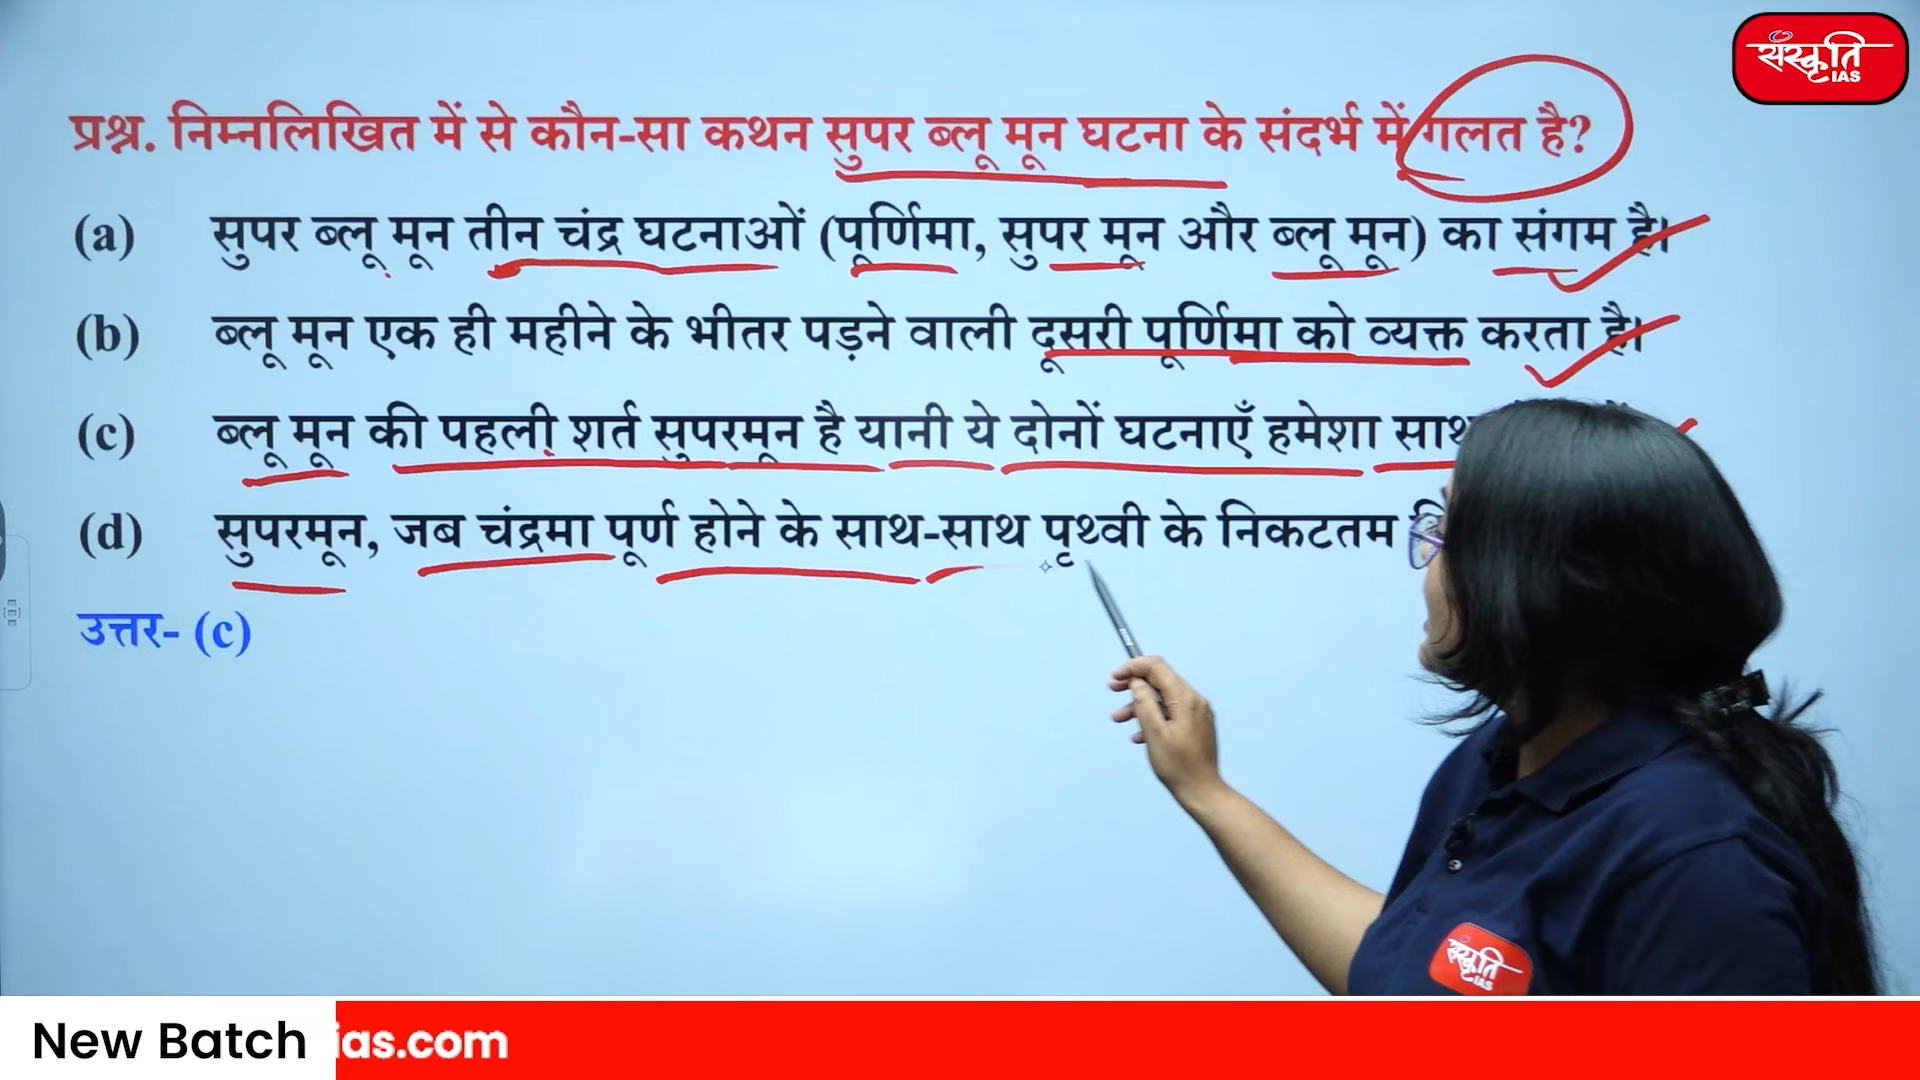 संस्कृति
IAS
प्रश्न. निम्नलिखित में से कौन-सा कथन सुपर ब्लू मून घटना के संदर्भ में गलत है?
(a) सुपर ब्लू मून तीन चंद्र घटनाओं (पूर्णिमा, सुपर मून और ब्लू मून) का संगम है।
(b) ब्लू मून एक ही महीने के भीतर पड़ने वाली दूसरी पूर्णिमा को व्यक्त करता है।
(c) ब्लू मून की पहली शर्त सुपरमून है यानी ये दोनों घटनाएँ हमेशा साथ
(d) सुपरमून, जब चंद्रमा पूर्ण होने के साथ-साथ पृथ्वी के निकटतम
उत्तर- (c)
संस्कृति
IAS
New Batch ias.com